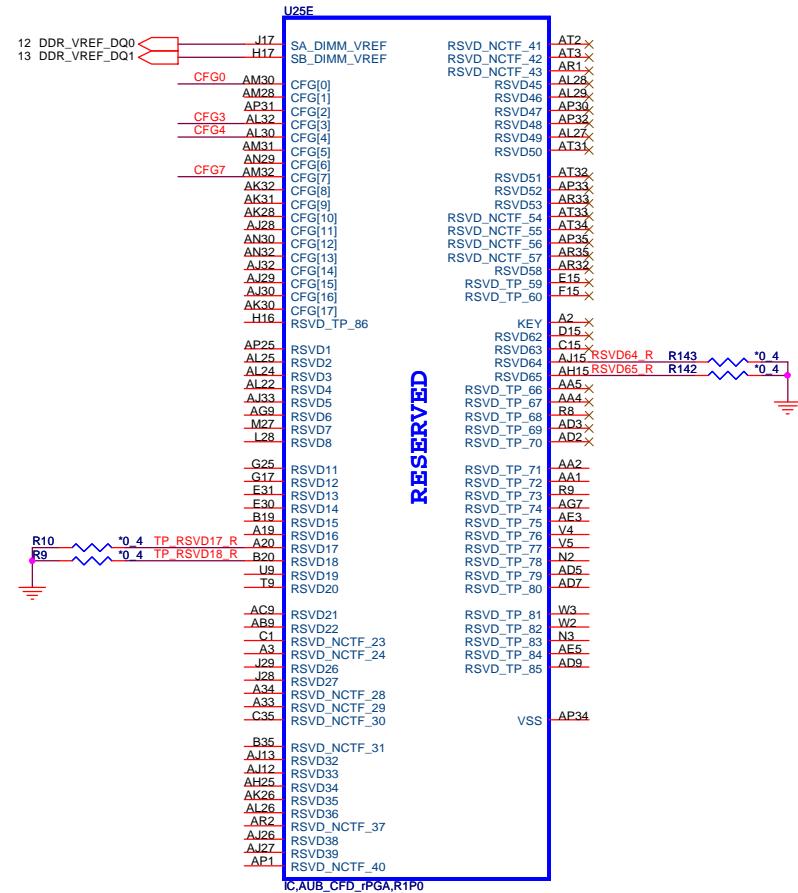 U25E
12 DDR_VREF_DQ0 J17 SA_DIMM_VREF
13 DDR_VREF_DQ1 H17 SB_DIMM_VREF
CFG0 AM30 CFG[0]
AM28 CFG[1]
AP31 CFG[2]
CFG3 AL32 CFG[3]
CFG4 AL30 CFG[4]
AM31 CFG[5]
AN29 CFG[6]
CFG7 AM32 CFG[7]
AK32 CFG[8]
AK31 CFG[9]
AK28 CFG[10]
AJ28 CFG[11]
AN30 CFG[12]
AN32 CFG[13]
AJ32 CFG[14]
AJ29 CFG[15]
AJ30 CFG[16]
AK30 CFG[17]
H16 RSVD_TP_86
AP25 RSVD1
AL25 RSVD2
AL24 RSVD3
AL22 RSVD4
AJ33 RSVD5
AG9 RSVD6
M27 RSVD7
L28 RSVD8
G25 RSVD11
G17 RSVD12
E31 RSVD13
E30 RSVD14
B19 RSVD15
A19 RSVD16
R10 *0_4 TP_RSVD17_R A20 RSVD17
R9 *0_4 TP_RSVD18_R B20 RSVD18
U9 RSVD19
T9 RSVD20
AC9 RSVD21
AB9 RSVD22
C1 RSVD_NCTF_23
A3 RSVD_NCTF_24
J29 RSVD26
J28 RSVD27
A34 RSVD_NCTF_28
A33 RSVD_NCTF_29
C35 RSVD_NCTF_30
B35 RSVD_NCTF_31
AJ13 RSVD32
AJ12 RSVD33
AH25 RSVD34
AK26 RSVD35
AL26 RSVD36
AR2 RSVD_NCTF_37
AJ26 RSVD38
AJ27 RSVD39
AP1 RSVD_NCTF_40
RESERVED
RSVD_NCTF_41 AT2
RSVD_NCTF_42 AT3
RSVD_NCTF_43 AR1
RSVD45 AL28
RSVD46 AL29
RSVD47 AP30
RSVD48 AP32
RSVD49 AL27
RSVD50 AT31
RSVD51 AT32
RSVD52 AP33
RSVD53 AR33
RSVD_NCTF_54 AT33
RSVD_NCTF_55 AT34
RSVD_NCTF_56 AP35
RSVD_NCTF_57 AR35
RSVD58 AR32
RSVD_TP_59 E15
RSVD_TP_60 F15
KEY A2
RSVD62 D15
RSVD63 C15
RSVD64 AJ15 RSVD64_R R143 *0_4
RSVD65 AH15 RSVD65_R R142 *0_4
RSVD_TP_66 AA5
RSVD_TP_67 AA4
RSVD_TP_68 R8
RSVD_TP_69 AD3
RSVD_TP_70 AD2
RSVD_TP_71 AA2
RSVD_TP_72 AA1
RSVD_TP_73 R9
RSVD_TP_74 AG7
RSVD_TP_75 AE3
RSVD_TP_76 V4
RSVD_TP_77 V5
RSVD_TP_78 N2
RSVD_TP_79 AD5
RSVD_TP_80 AD7
RSVD_TP_81 W3
RSVD_TP_82 W2
RSVD_TP_83 N3
RSVD_TP_84 AE5
RSVD_TP_85 AD9
VSS AP34
IC,AUB_CFD_rPGA,R1P0